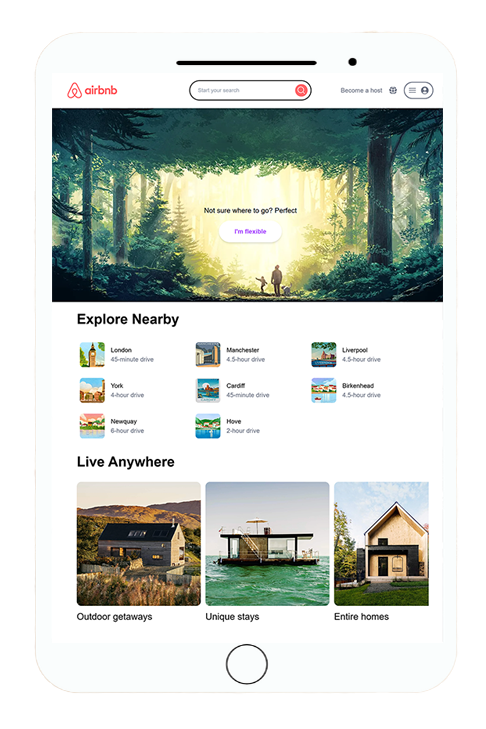 airbnb
Start your search
Become a host
Not sure where to go? Perfect
I'm flexible
Explore Nearby
London
45-minute drive
Manchester
4.5-hour drive
Liverpool
4.5-hour drive
York
4-hour drive
Cardiff
45-minute drive
Birkenhead
4.5-hour drive
Newquay
6-hour drive
Hove
2-hour drive
Live Anywhere
Outdoor getaways
Unique stays
Entire homes